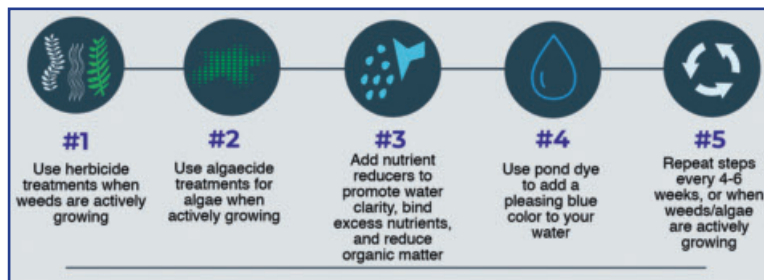 #1
Use herbicide
treatments when
weeds are actively
growing
#2
Use algaecide
treatments for
algae when
actively growing
#3
Add nutrient
reducers to
promote water
clarity, bind
excess nutrients,
and reduce
organic matter
#4
Use pond dye
to add a
pleasing blue
color to your
water
#5
Repeat steps
every 4-6
weeks, or when
weeds/algae
are actively
growing